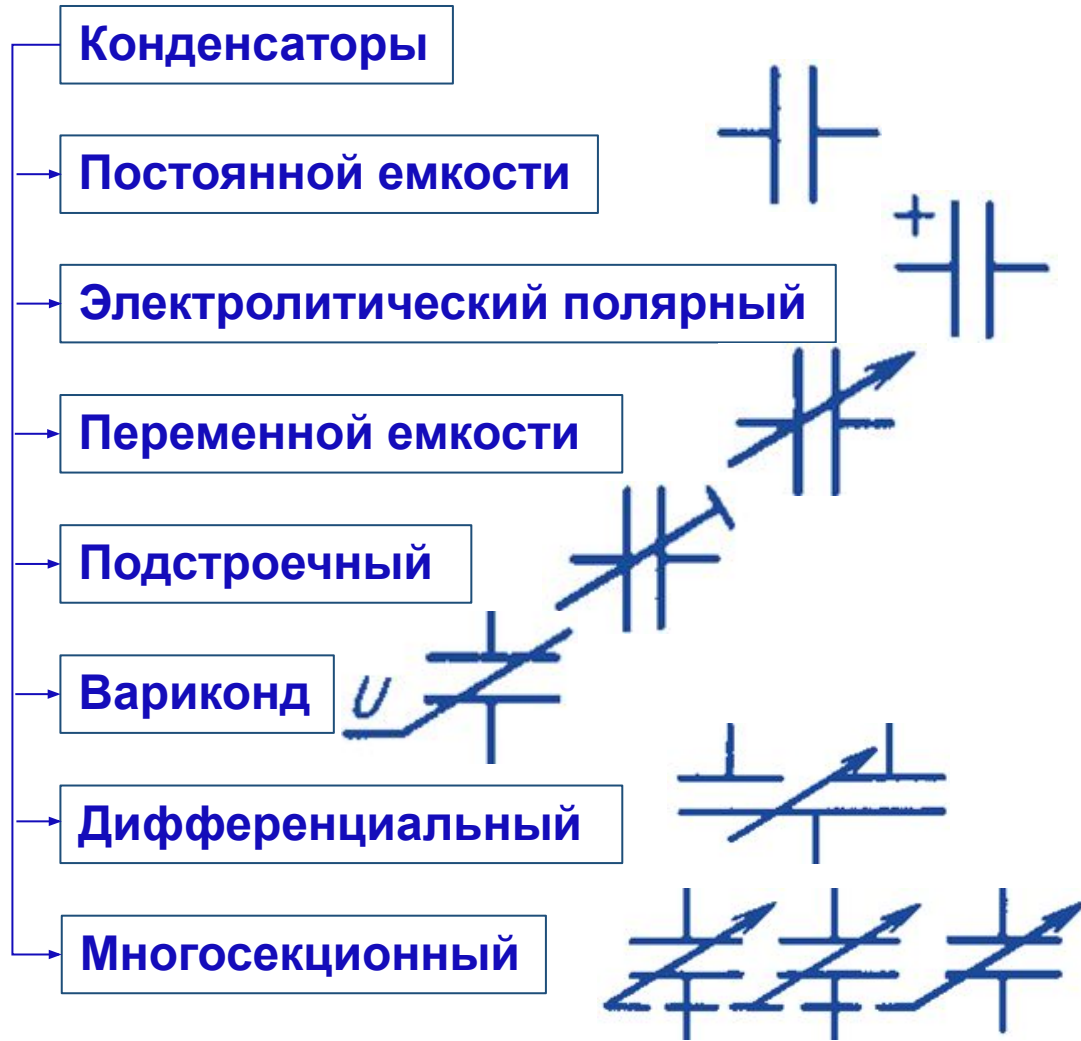 Конденсаторы
Постоянной емкости
+
Электролитический полярный
Переменной емкости
Подстроечный
Вариконд
U
Дифференциальный
Многосекционный